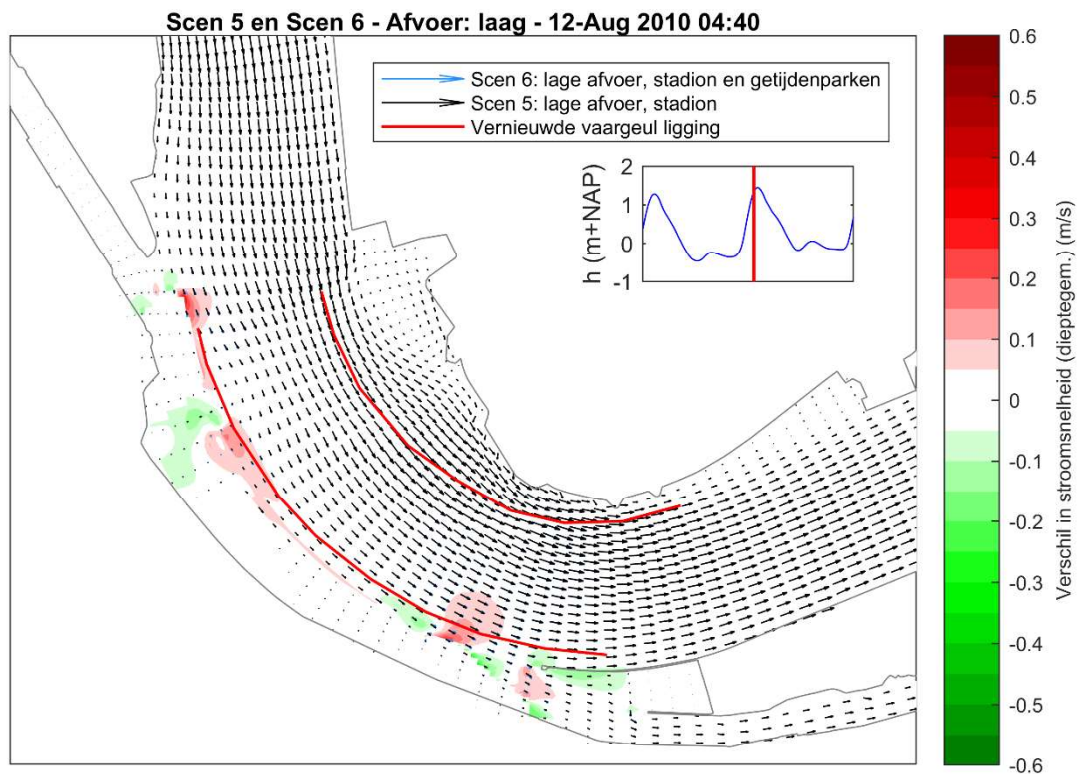 Scen 5 en Scen 6 - Afvoer: laag - 12-Aug 2010 04:40
Scen 6: lage afvoer, stadion en getijdenparken
Scen 5: lage afvoer, stadion
Vernieuwde vaargeul ligging
h (m+NAP)
2
1
0
-1
0.6
0.5
0.4
0.3
0.2
0.1
0
-0.1
-0.2
-0.3
-0.4
-0.5
-0.6
Verschil in stroomsnelheid (dieptegem.) (m/s)